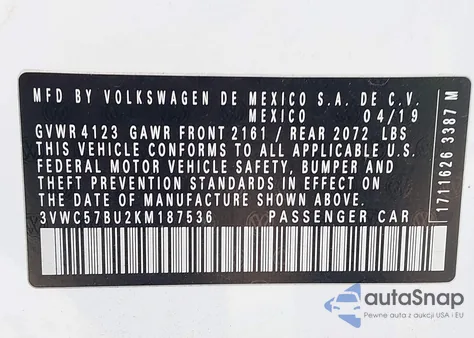 MFD BY VOLKSWAGEN DE MEXICO S.A. DE C.V.
MEXICO 04/19
GVWR 4123 GAWR FRONT 2161 / REAR 2072 LBS
THIS VEHICLE CONFORMS TO ALL APPLICABLE U.S.
FEDERAL MOTOR VEHICLE SAFETY, BUMPER AND
THEFT PREVENTION STANDARDS IN EFFECT ON
THE DATE OF MANUFACTURE SHOWN ABOVE.
3VWC57BU2KM187536 PASSENGER CAR
1711626 3387 M
autoSnap
Pewne auta z aukcji USA i EU